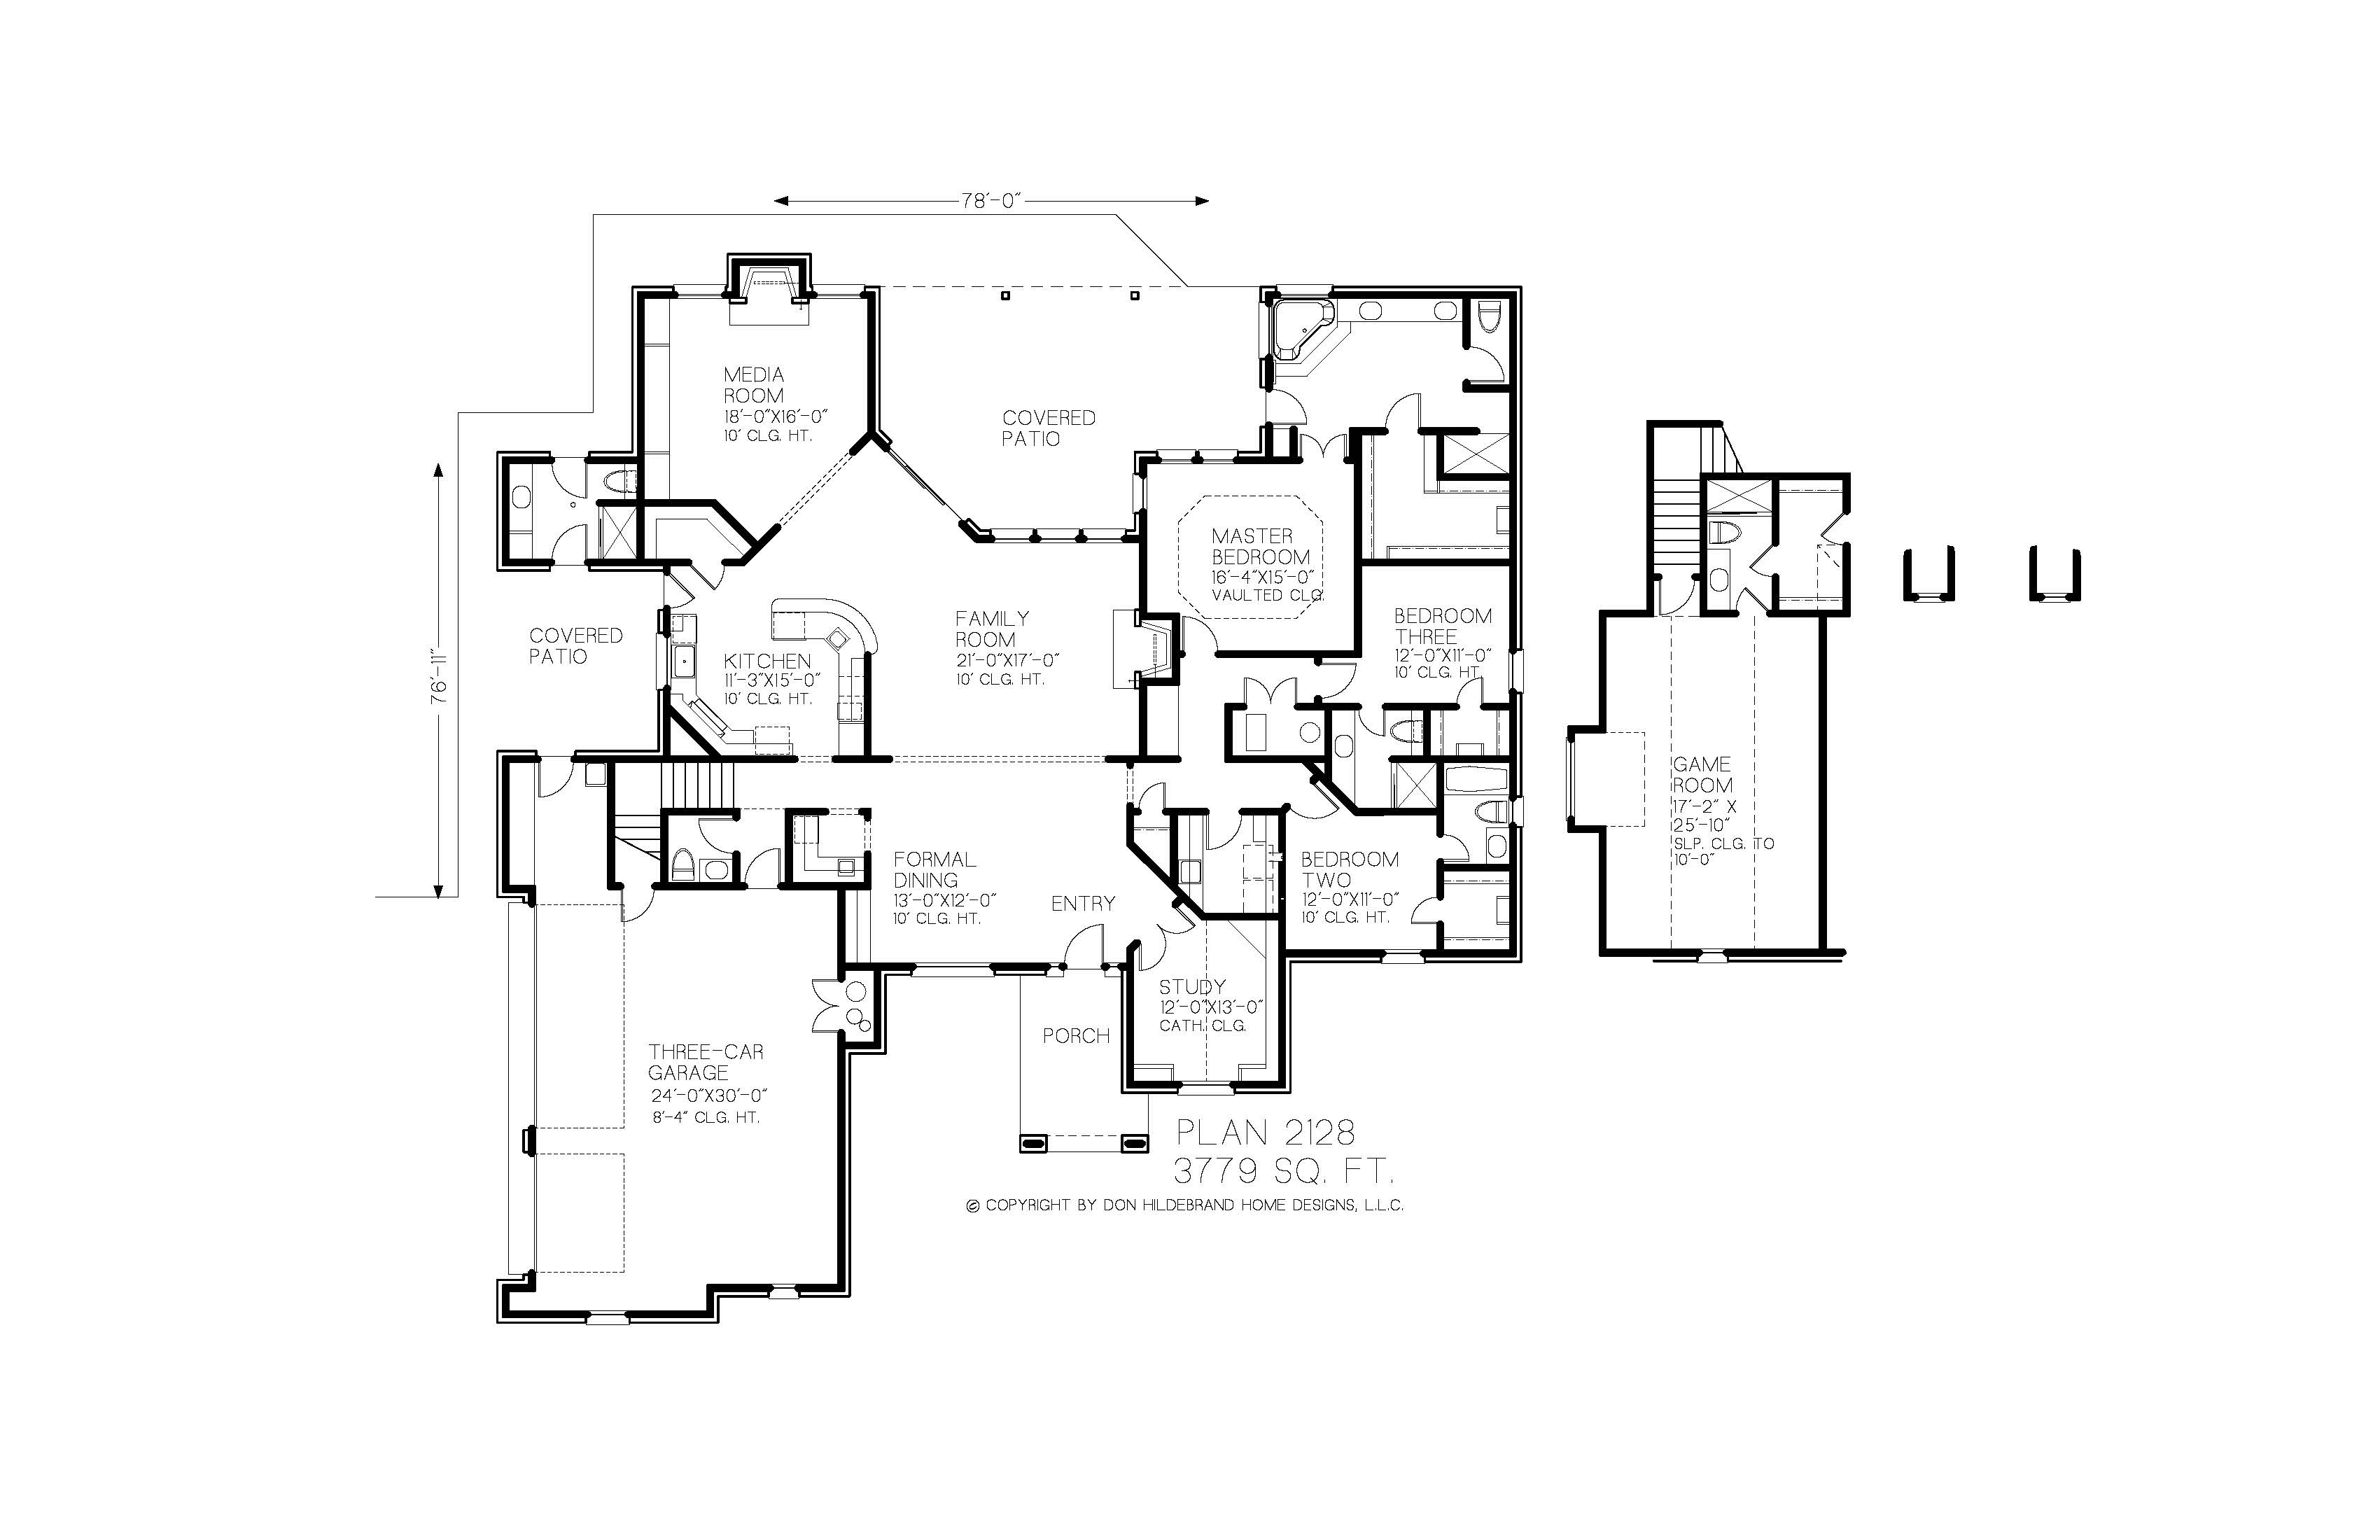 78'-0"
MEDIA
ROOM
18'-0"X16'-0"
10' CLG. HT.
COVERED
PATIO
76'-11"
COVERED
PATIO
KITCHEN
11'-3"X15'-0"
10' CLG. HT.
FAMILY
ROOM
21'-0"X17'-0"
10' CLG. HT.
MASTER
BEDROOM
16'-4"X15'-0"
VAULTED CLG.
BEDROOM
THREE
12'-0"X11'-0"
10' CLG. HT.
FORMAL
DINING
13'-0"X12'-0"
10' CLG. HT.
ENTRY
BEDROOM
TWO
12'-0"X11'-0"
10' CLG. HT.
GAME
ROOM
17'-2" X
25'-10"
SLP. CLG. TO
10'-0"
STUDY
12'-0"X13'-0"
CATH. CLG.
PORCH
THREE-CAR
GARAGE
24'-0"X30'-0"
8'-4" CLG. HT.
PLAN 2128
3779 SQ. FT.
© COPYRIGHT BY DON HILDEBRAND HOME DESIGNS, L.L.C.